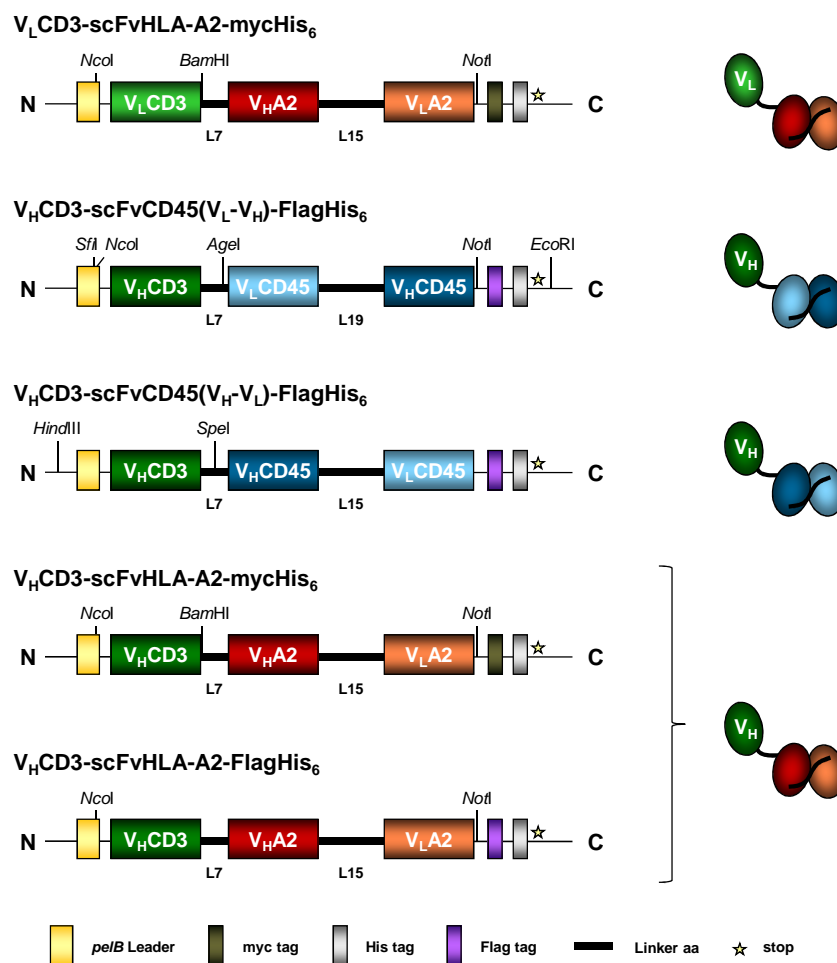 VLCD3-scFvHLA-A2-mycHis6
NcoI BamHI NotI
N VLCD3 VHA2 VLA2 C VL
L7 L15
VHCD3-scFvCD45(VL-VH)-FlagHis6
SfiI NcoI AgeI NotI EcoRI
N VHCD3 VLCD45 VHCD45 C VH
L7 L19
VHCD3-scFvCD45(VH-VL)-FlagHis6
HindIII SpeI
N VHCD3 VHCD45 VLCD45 C VH
L7 L15
VHCD3-scFvHLA-A2-mycHis6
NcoI BamHI NotI
N VHCD3 VHA2 VLA2 C
L7 L15
VH
VHCD3-scFvHLA-A2-FlagHis6
NcoI NotI
N VHCD3 VHA2 VLA2 C
L7 L15
pelB Leader myc tag His tag Flag tag Linker aa stop